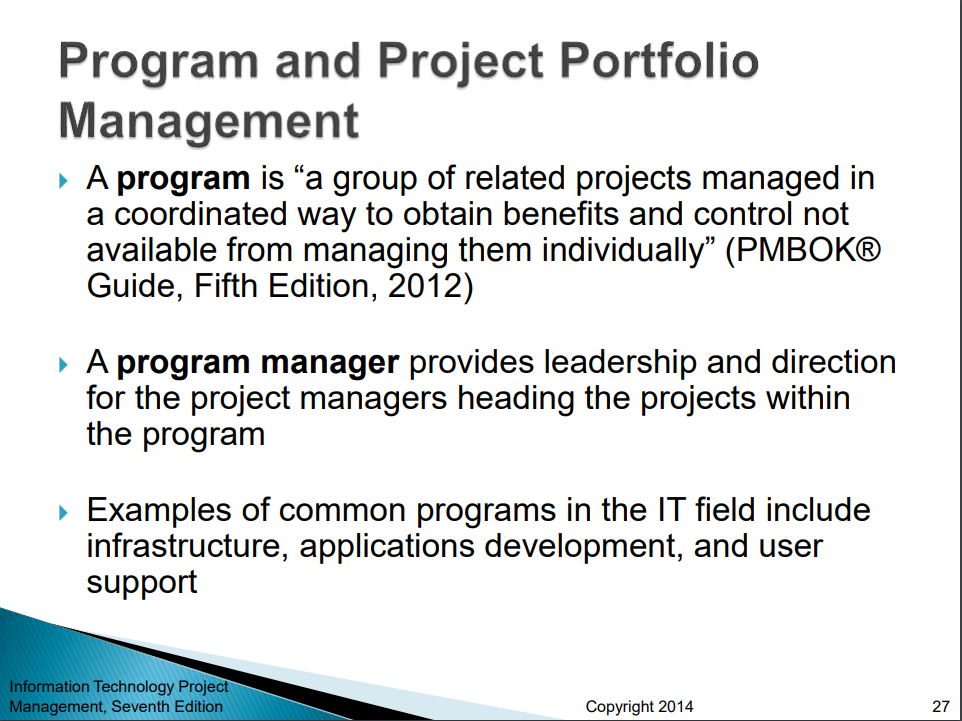 Program and Project Portfolio
Management
A program is “a group of related projects managed in
a coordinated way to obtain benefits and control not
available from managing them individually” (PMBOK®
Guide, Fifth Edition, 2012)
A program manager provides leadership and direction
for the project managers heading the projects within
the program
Examples of common programs in the IT field include
infrastructure, applications development, and user
support
Information Technology Project
Management, Seventh Edition
Copyright 2014
27